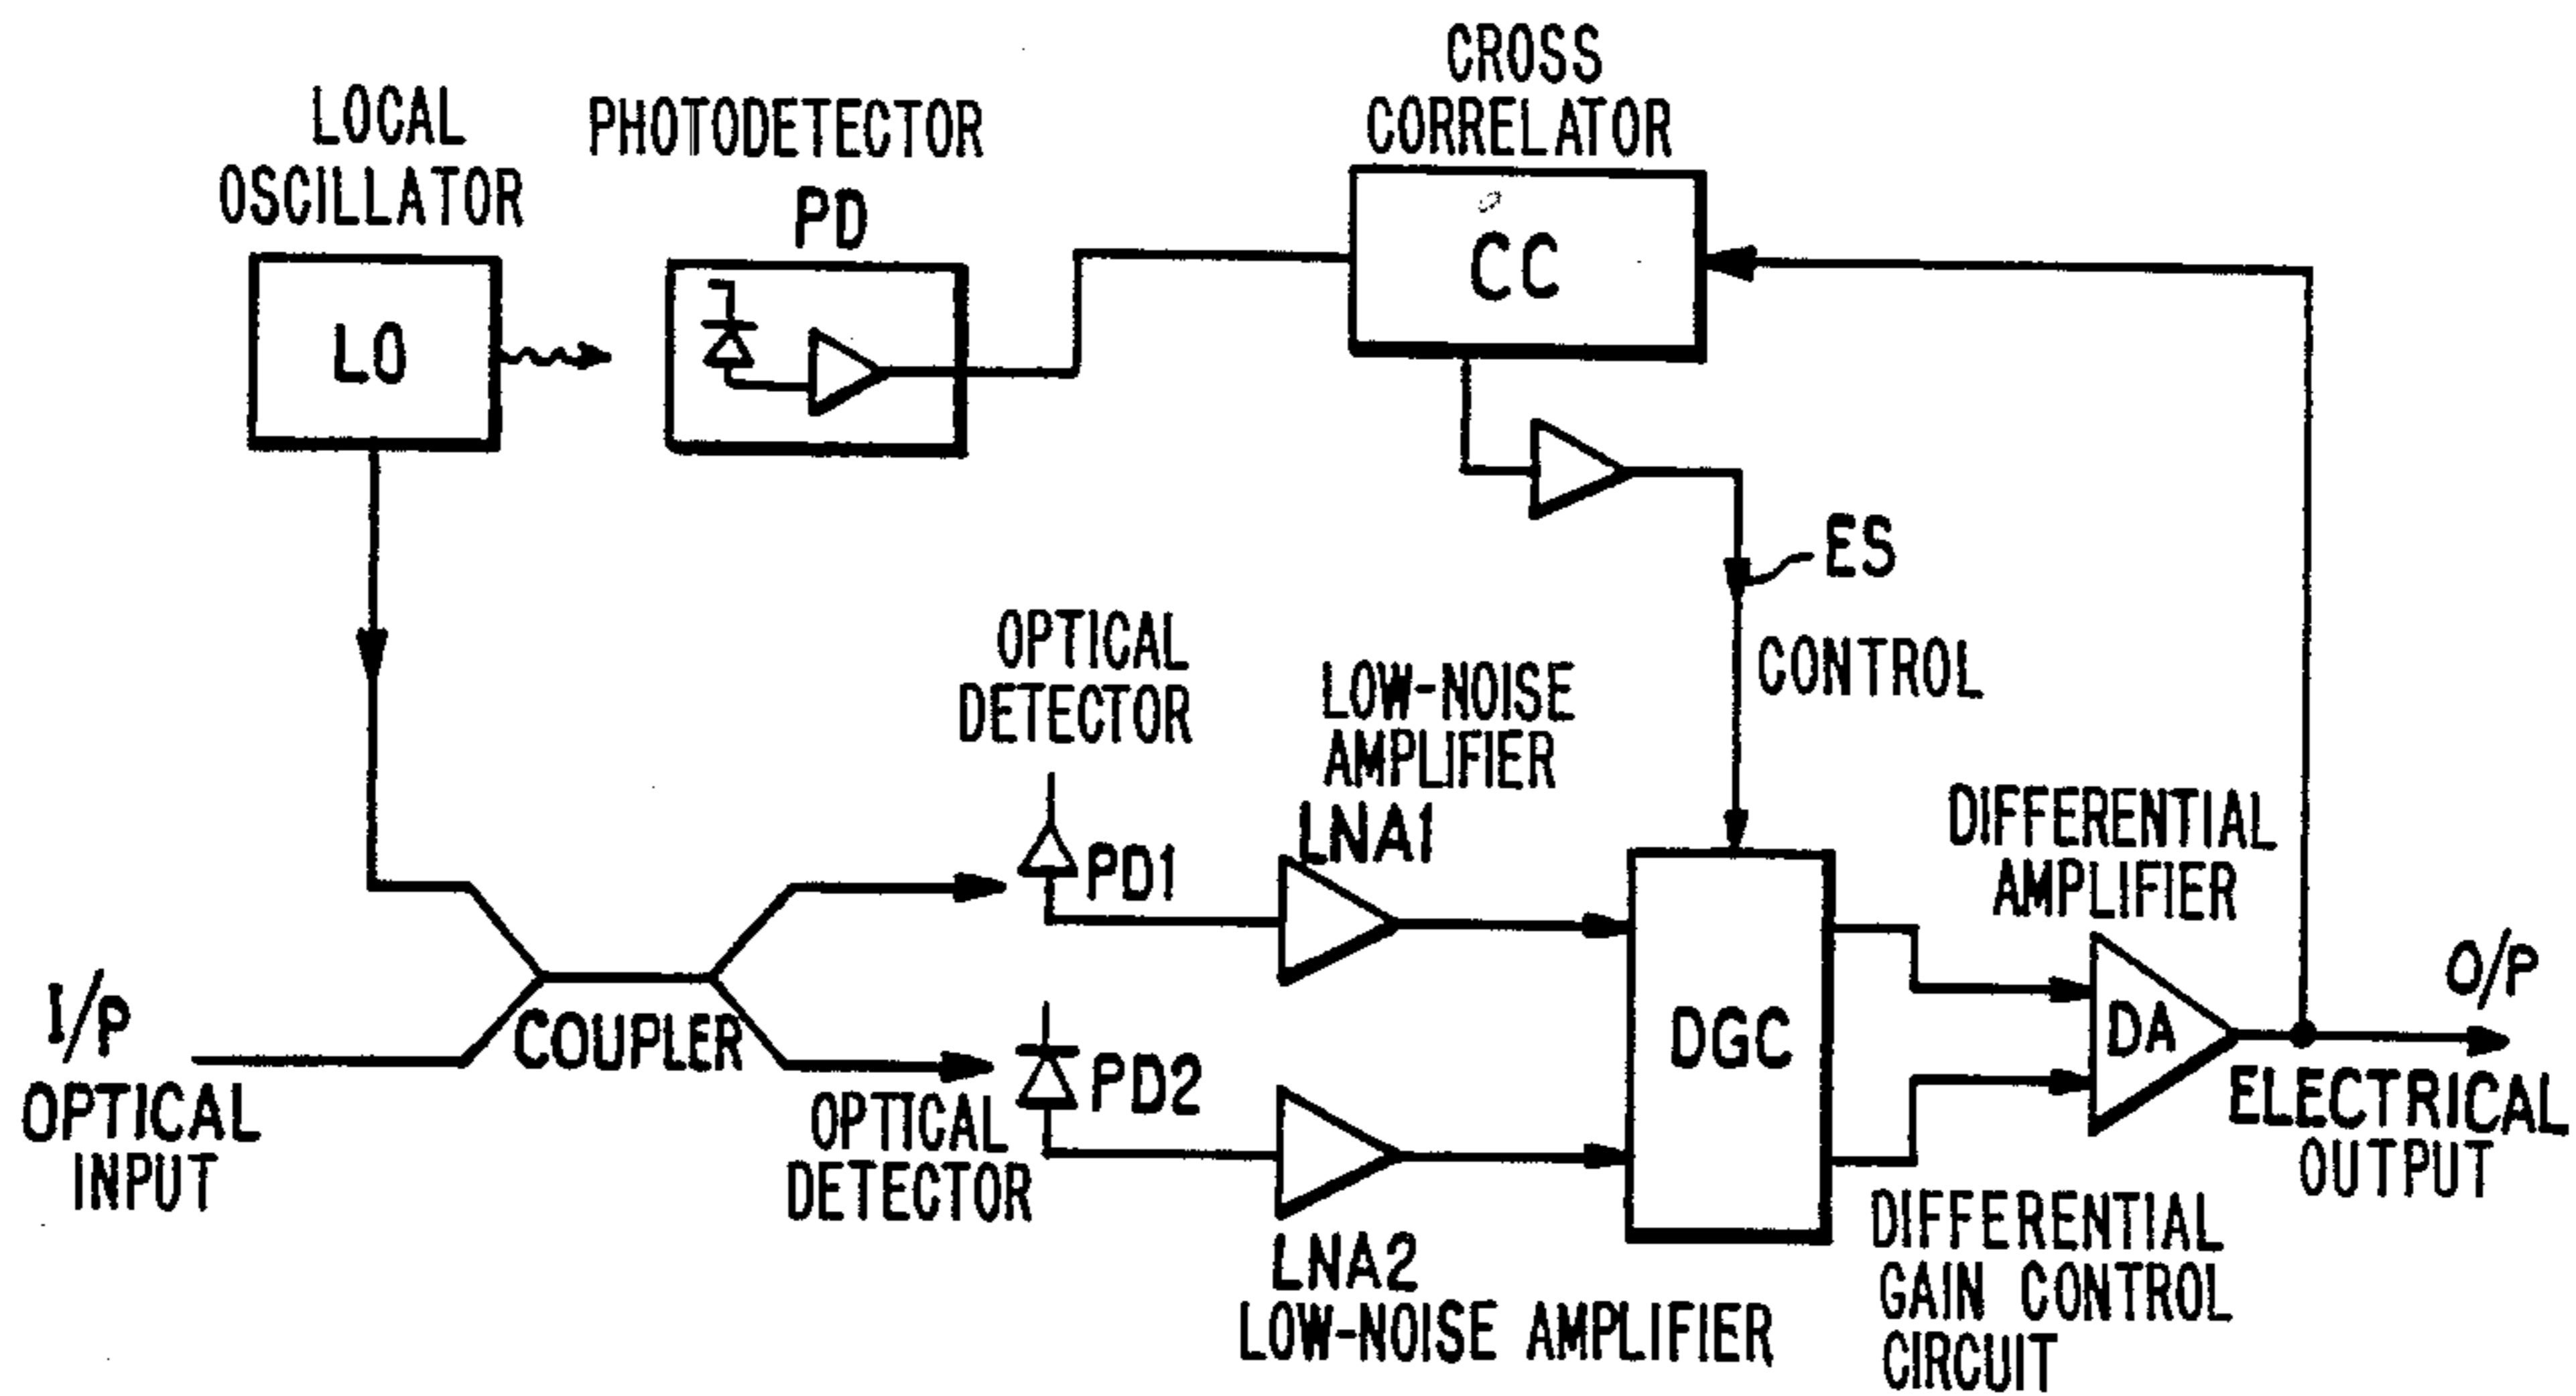 CROSS
CORRELATOR
LOCAL
OSCILLATOR
PHOTODETECTOR
PD
LO
CC
ES
CONTROL
OPTICAL
DETECTOR
LOW-NOISE
AMPLIFIER
LNA1
PD1
DIFFERENTIAL
AMPLIFIER
I/P
OPTICAL
INPUT
COUPLER
OPTICAL
DETECTOR
PD2
DGC
DA
O/P
ELECTRICAL
OUTPUT
LNA2
LOW-NOISE AMPLIFIER
DIFFERENTIAL
GAIN CONTROL
CIRCUIT